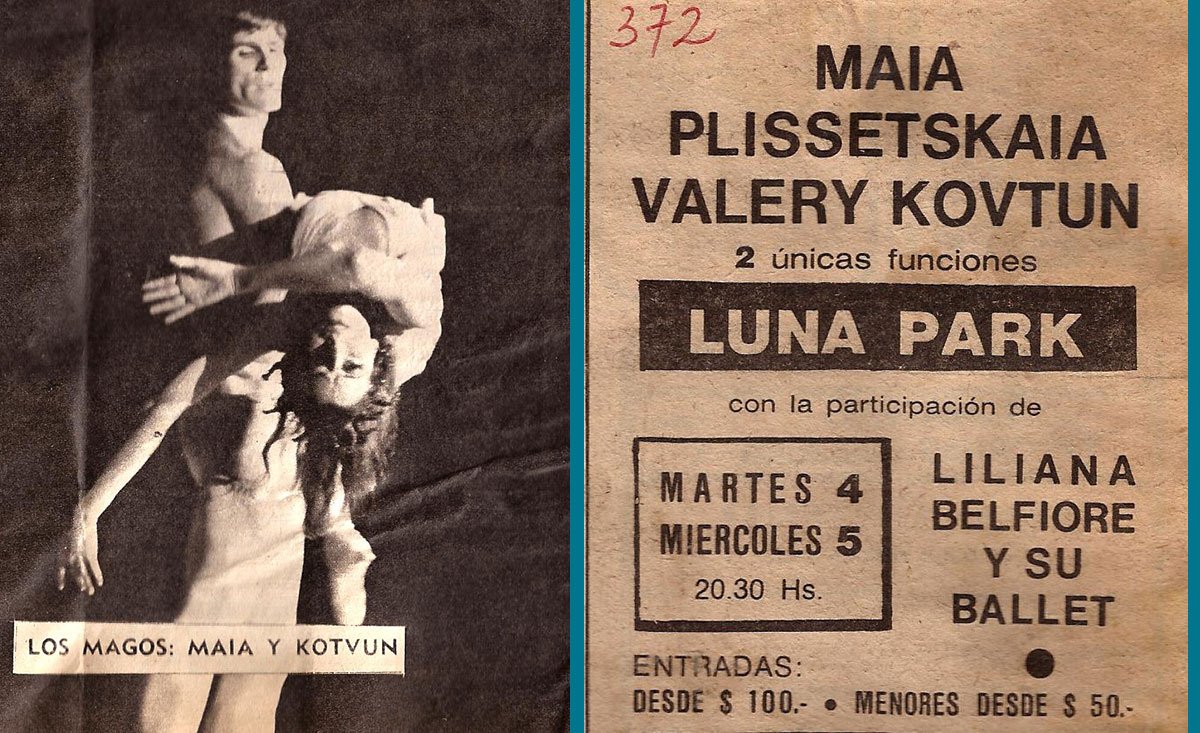 LOS MAGOS: MAIA Y KOTVUN
372
MAIA
PLISSETSKAIA
VALERY KOVTUN
2 únicas funciones
LUNA PARK
con la participación de
MARTES 4
MIERCOLES 5
20.30 Hs.
LILIANA
BELFIORE
Y SU
BALLET
ENTRADAS:
DESDE $ 100.- • MENORES DESDE $ 50.-